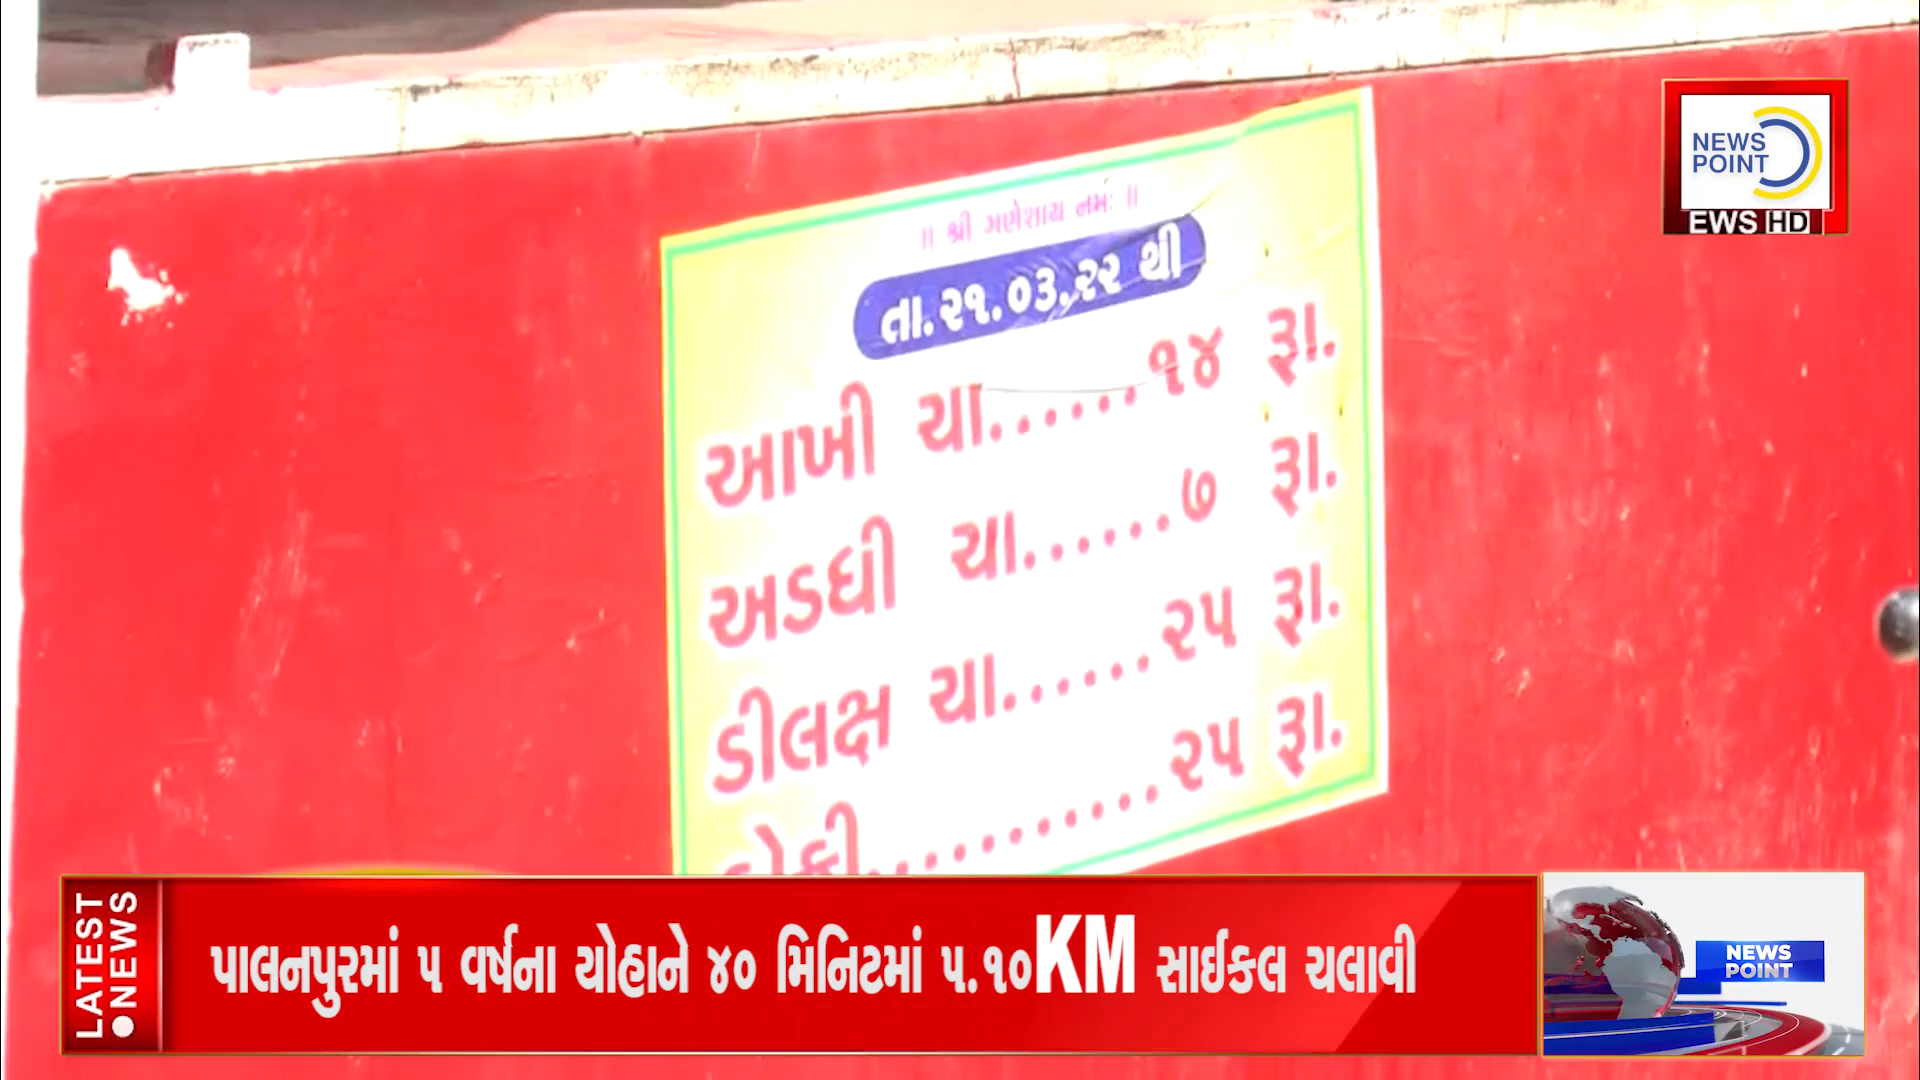 ॥ શ્રી ગણેશાય નમઃ ॥
તા.૨૧.૦૩.૨૨ થી
આખી ચા......૧૪ રૂા.
અડધી ચા......૭ રૂા.
ડીલક્ષ ચા......૨૫ રૂા.
...........૨૫ રૂા.
NEWS
POINT
EWS HD
LATEST
NEWS
પાલનપુરમાં ૫ વર્ષના યોહાને ૪૦ મિનિટમાં ૫.૧૦KM સાઈકલ ચલાવી
NEWS
POINT